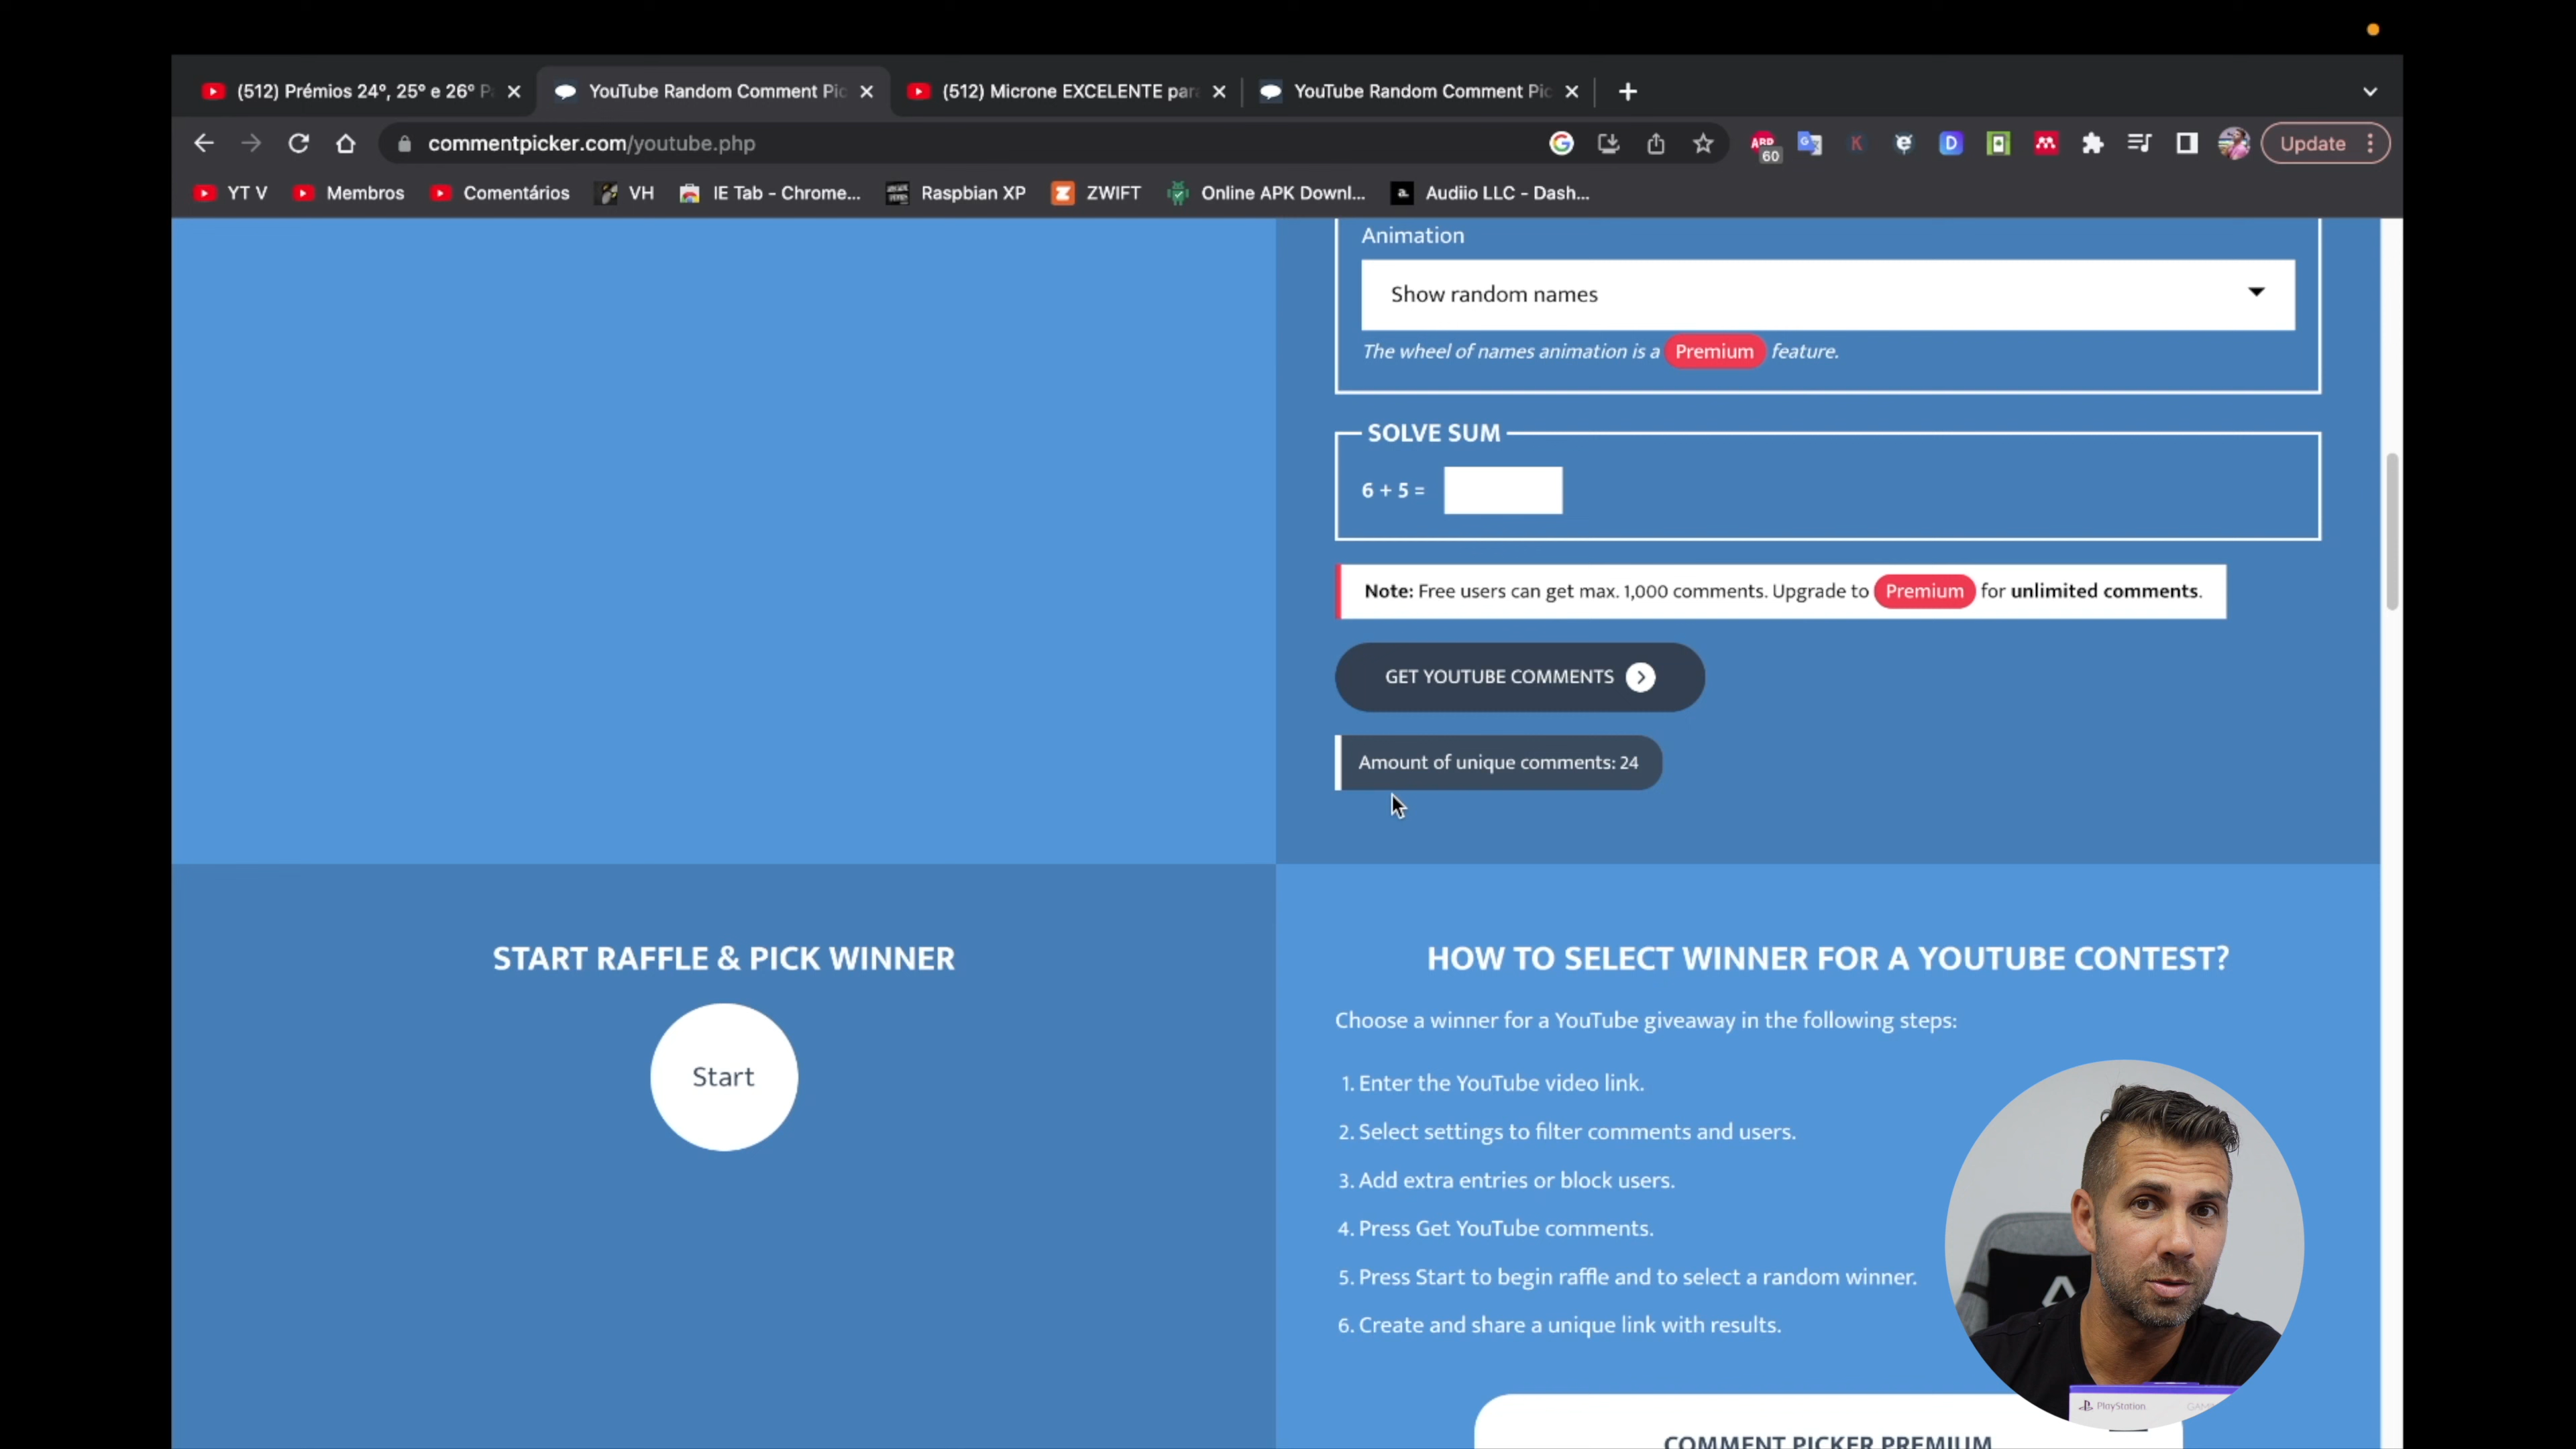 (512) Prémios 24º, 25º e 26º P
YouTube Random Comment Pic
(512) Microne EXCELENTE par
YouTube Random Comment Pic
commentpicker.com/youtube.php
ABP
60
G
K
D
Update
YT V
Membros
Comentários
VH
IE Tab - Chrome...
Raspbian XP
ZWIFT
Online APK Downl...
a.
Audiio LLC - Dash...
Animation
Show random names
The wheel of names animation is a Premium feature.
SOLVE SUM
6 + 5 =
Note: Free users can get max. 1,000 comments. Upgrade to Premium for unlimited comments.
GET YOUTUBE COMMENTS
Amount of unique comments: 24
START RAFFLE & PICK WINNER
Start
HOW TO SELECT WINNER FOR A YOUTUBE CONTEST?
Choose a winner for a YouTube giveaway in the following steps:
1. Enter the YouTube video link.
2. Select settings to filter comments and users.
3. Add extra entries or block users.
4. Press Get YouTube comments.
5. Press Start to begin raffle and to select a random winner.
6. Create and share a unique link with results.
PlayStation
COMMENT PICKER PREMIUM